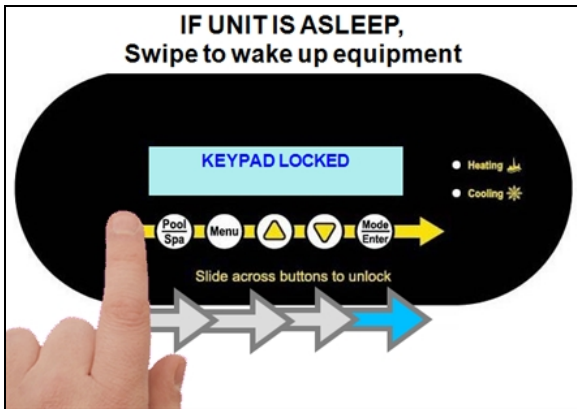 IF UNIT IS ASLEEP,
Swipe to wake up equipment
KEYPAD LOCKED
Heating
Cooling
Pool
Spa
Menu
Mode
Enter
Slide across buttons to unlock